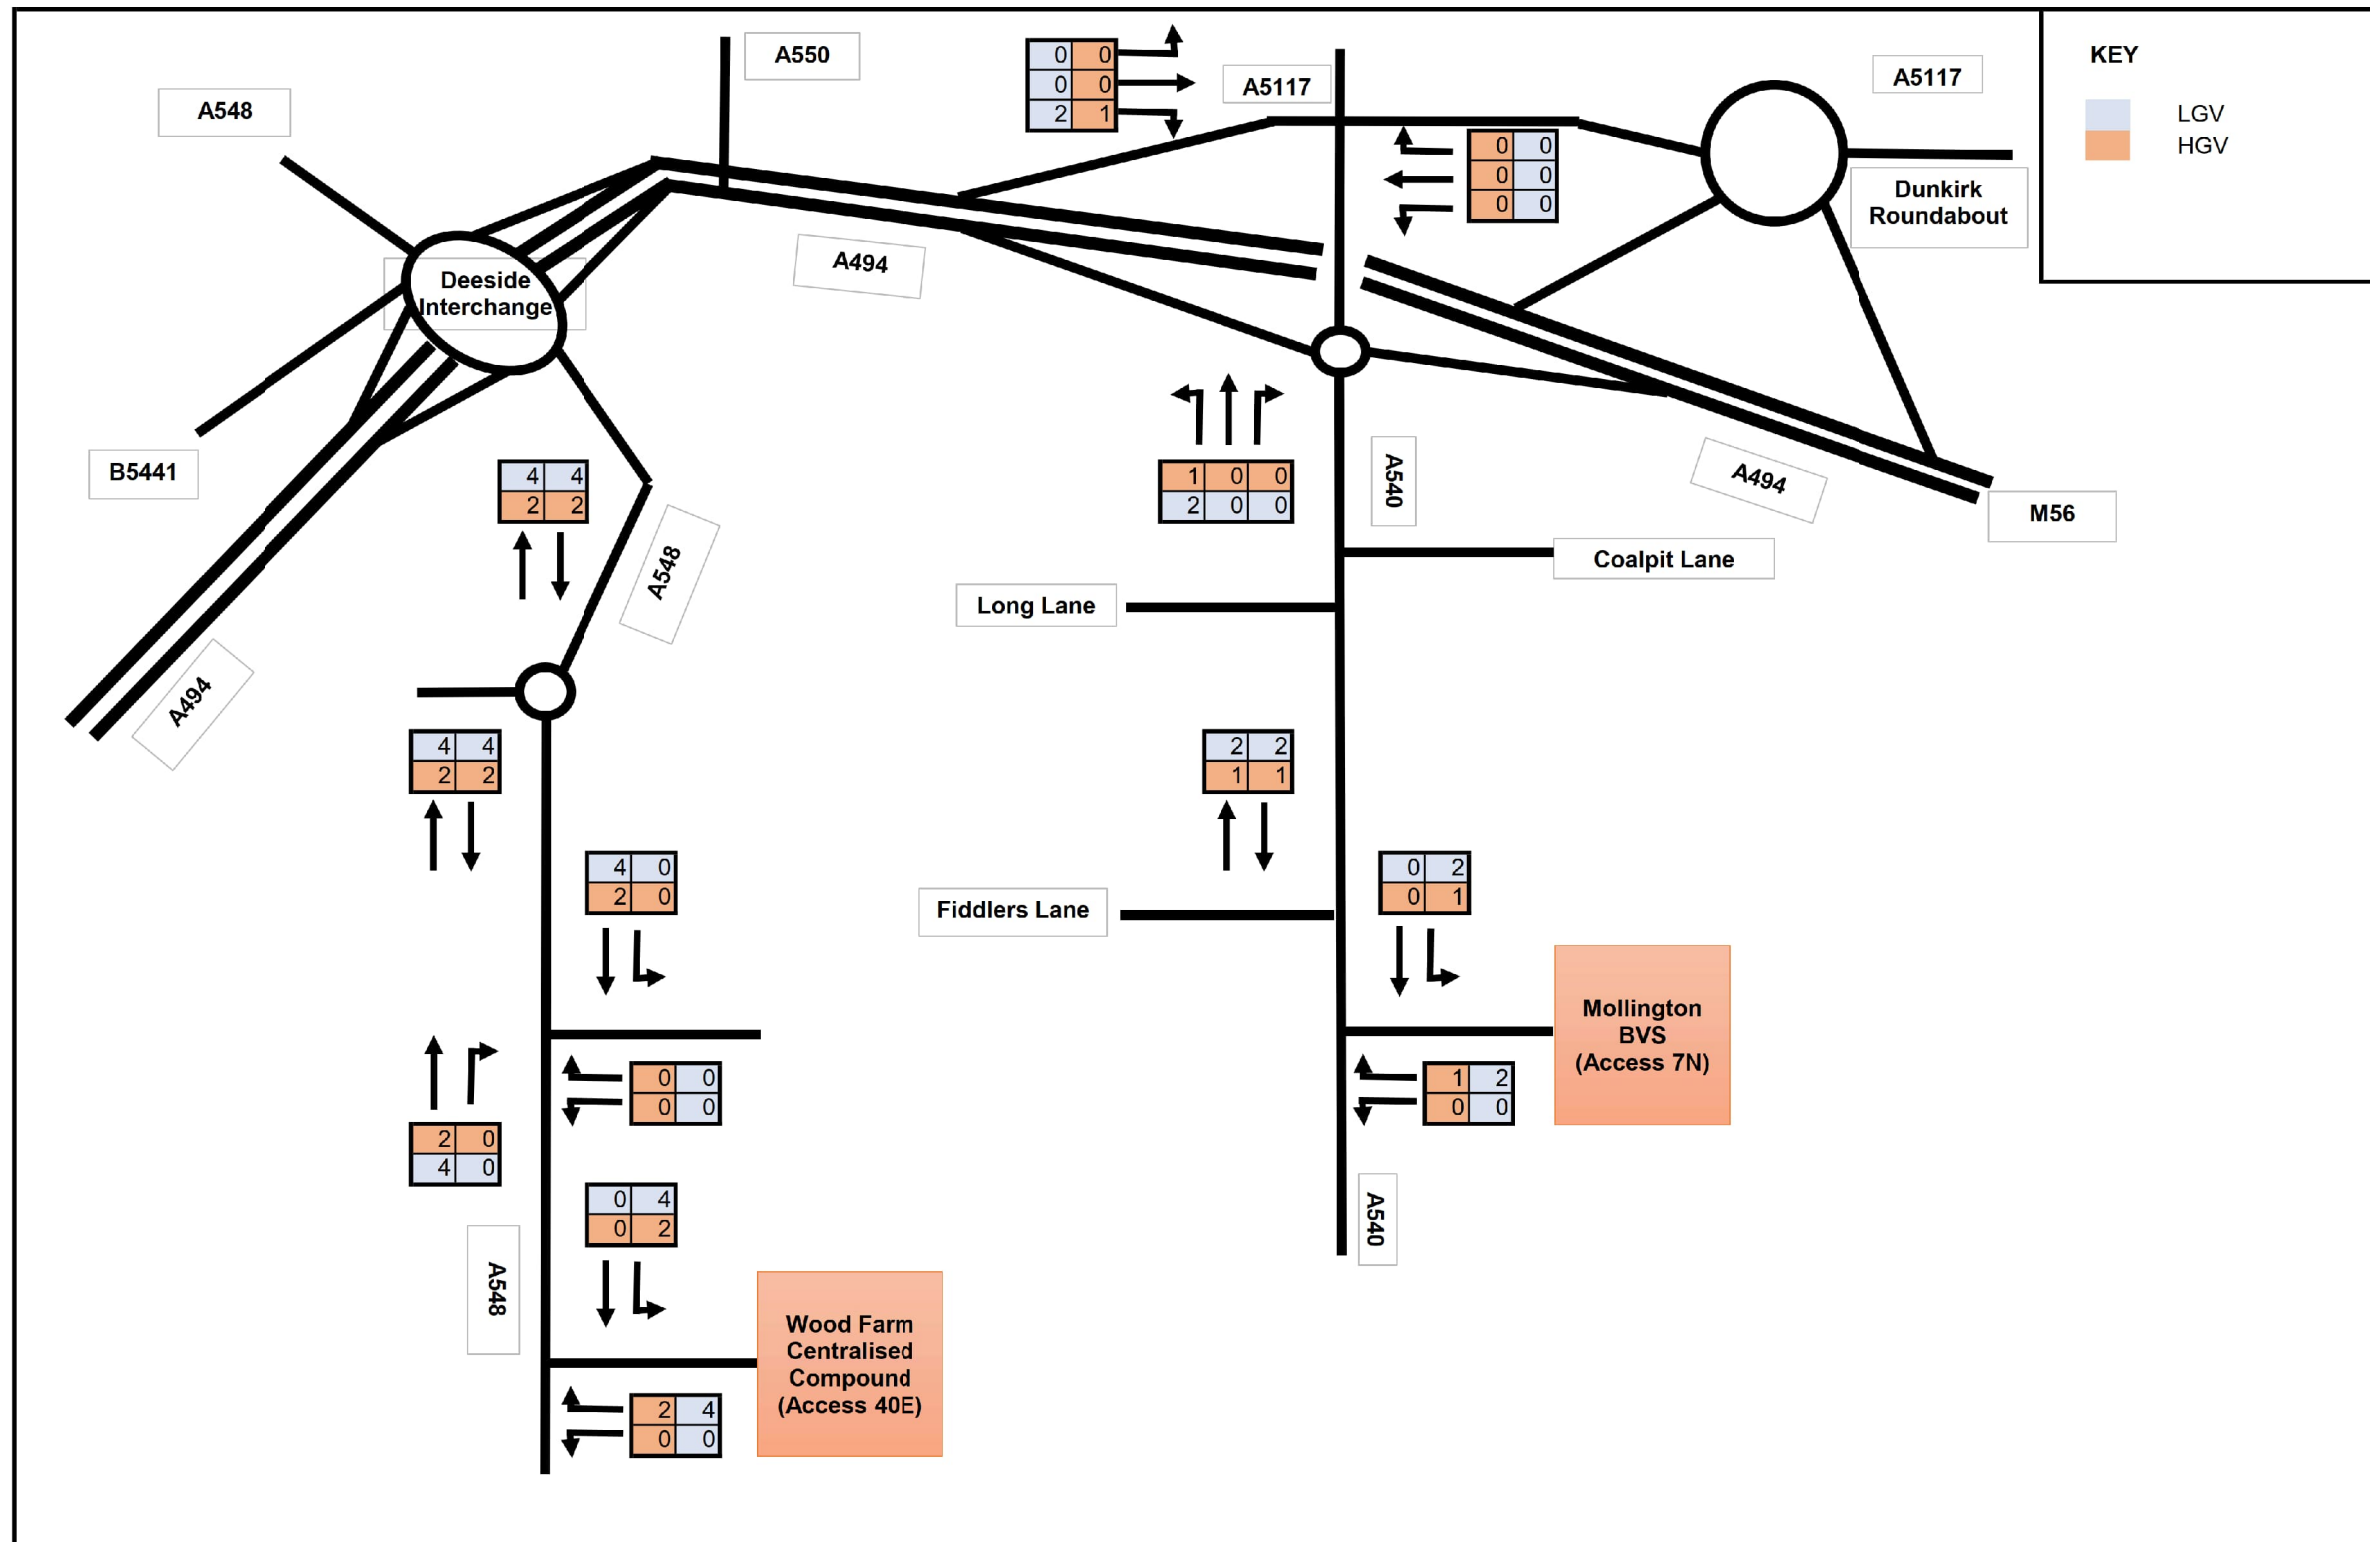 A550
0 0
0 0
2 1
A5117
A5117
KEY
LGV
HGV
A548
0 0
0 0
0 0
Dunkirk
Roundabout
A494
Deeside
Interchange
B5441
4 4
2 2
1 0 0
2 0 0
A540
A494
M56
Coalpit Lane
A548
Long Lane
A494
4 4
2 2
2 2
1 1
4 0
2 0
0 2
0 1
Fiddlers Lane
Mollington
BVS
(Access 7N)
0 0
0 0
1 2
0 0
2 0
4 0
0 4
0 2
A540
A548
Wood Farm
Centralised
Compound
(Access 40E)
2 4
0 0